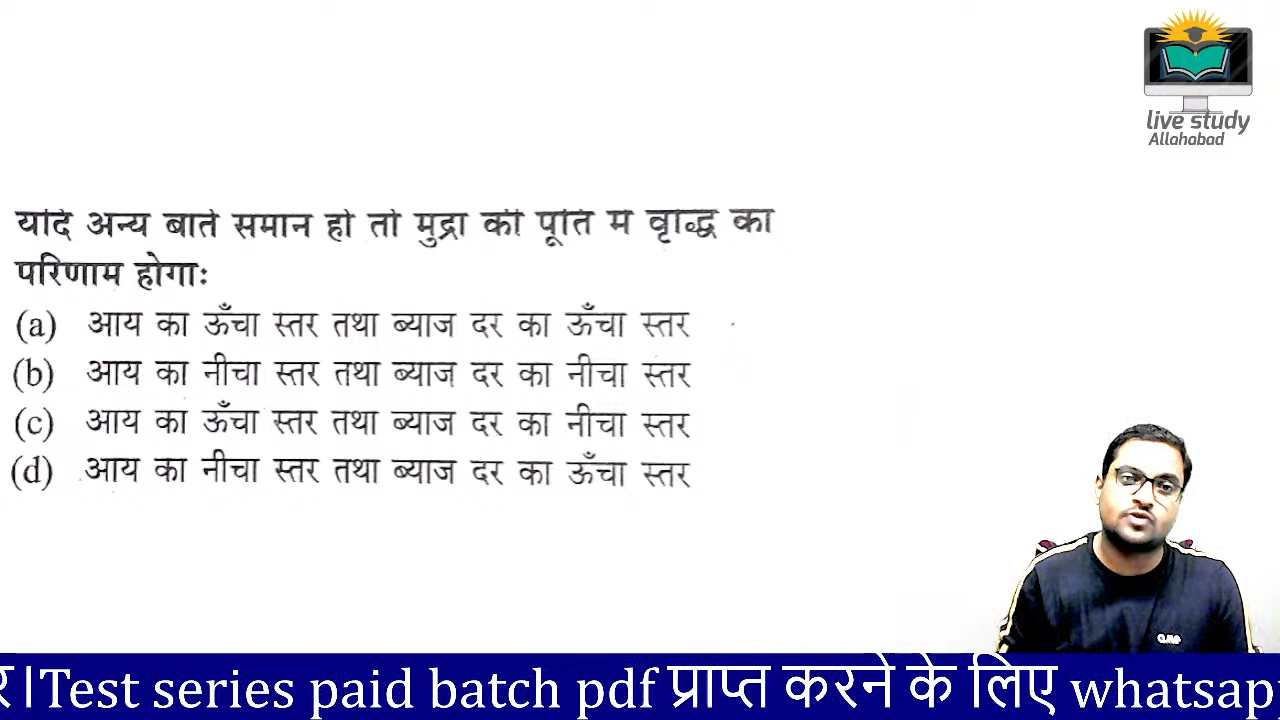 live study
Allahabad
यदि अन्य बातें समान हों तो मुद्रा की पूर्ति में वृद्धि का
परिणाम होगाः
(a) आय का ऊँचा स्तर तथा ब्याज दर का ऊँचा स्तर
(b) आय का नीचा स्तर तथा ब्याज दर का नीचा स्तर
(c) आय का ऊँचा स्तर तथा ब्याज दर का नीचा स्तर
(d) आय का नीचा स्तर तथा ब्याज दर का ऊँचा स्तर
र।Test series paid batch pdf प्राप्त करने के लिए whatsap